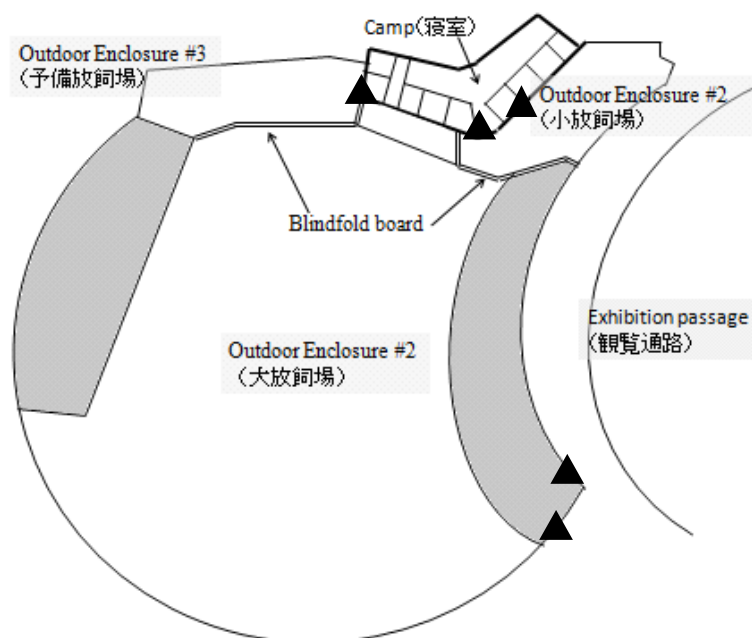 Camp(寝室)
Outdoor Enclosure #3
(予備放飼場)
Outdoor Enclosure #2
(小放飼場)
Blindfold board
Exhibition passage
(観覧通路)
Outdoor Enclosure #2
(大放飼場)